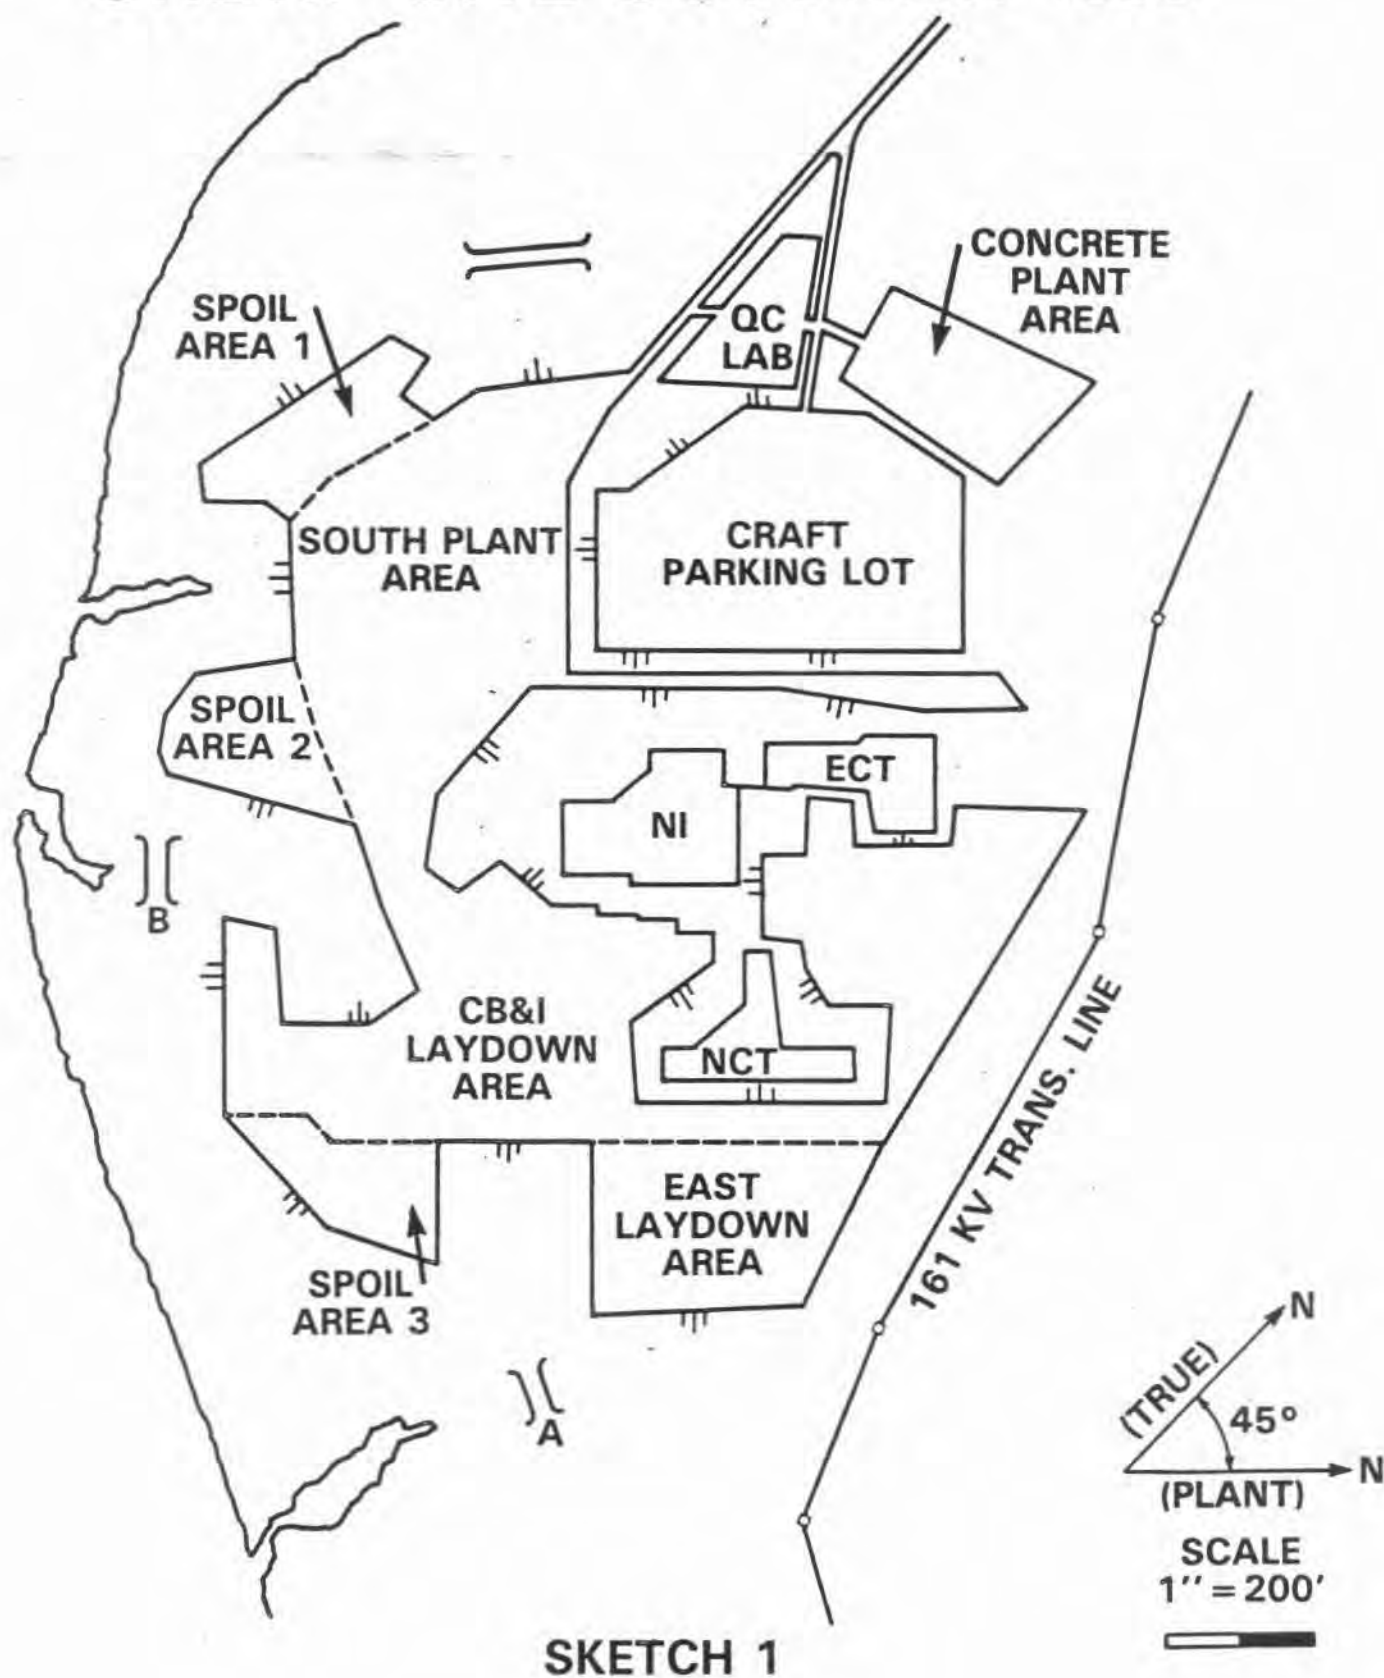 CONCRETE
PLANT
AREA
SPOIL
AREA 1
QC
LAB
SOUTH PLANT
AREA
CRAFT
PARKING LOT
SPOIL
AREA 2
ECT
NI
B
CB&I
LAYDOWN
AREA
NCT
161 KV TRANS. LINE
EAST
LAYDOWN
AREA
SPOIL
AREA 3
A
N
(TRUE)
45°
N
(PLANT)
SCALE
1'' = 200'
SKETCH 1